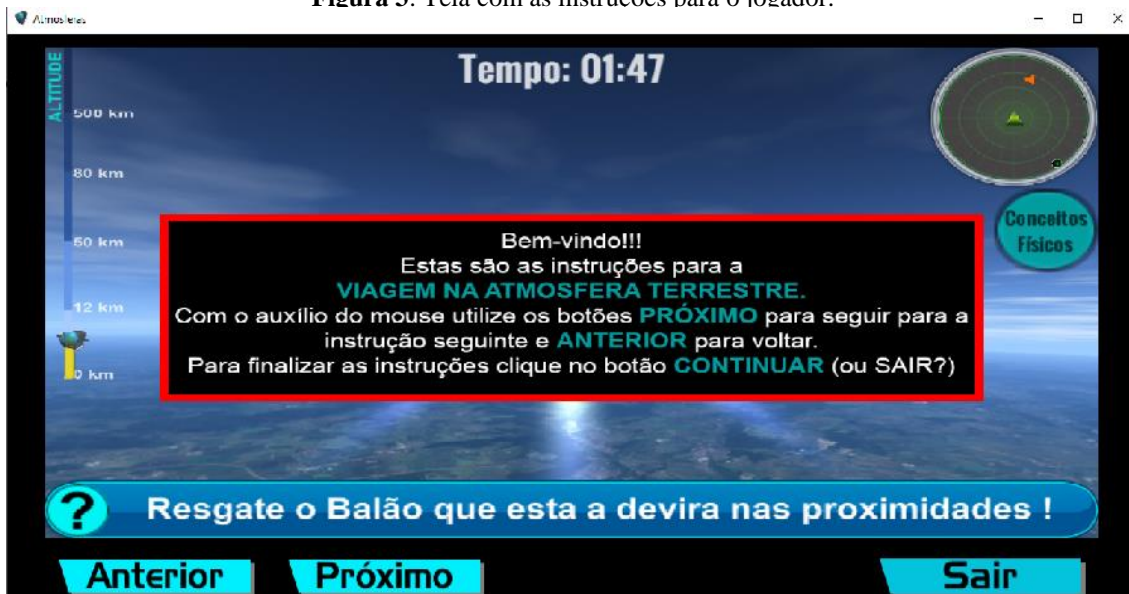 Figura 3: Tela com as instruções para o jogador.
Atmosferas
Tempo: 01:47
ALTITUDE
500 km
80 km
50 km
12 km
0 km
Conceitos
Físicos
Bem-vindo!!!
Estas são as instruções para a
VIAGEM NA ATMOSFERA TERRESTRE.
Com o auxílio do mouse utilize os botões PRÓXIMO para seguir para a
instrução seguinte e ANTERIOR para voltar.
Para finalizar as instruções clique no botão CONTINUAR (ou SAIR?)
? Resgate o Balão que esta a devira nas proximidades !
Anterior
Próximo
Sair